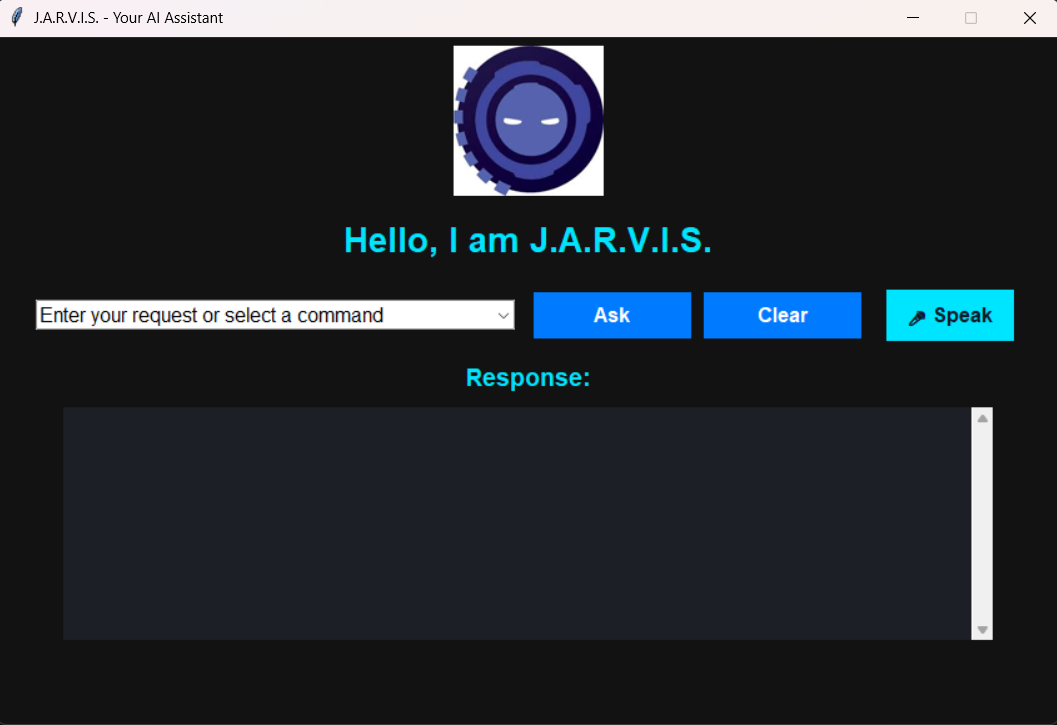 J.A.R.V.I.S. - Your AI Assistant
Hello, I am J.A.R.V.I.S.
Enter your request or select a command Ask Clear Speak
Response: